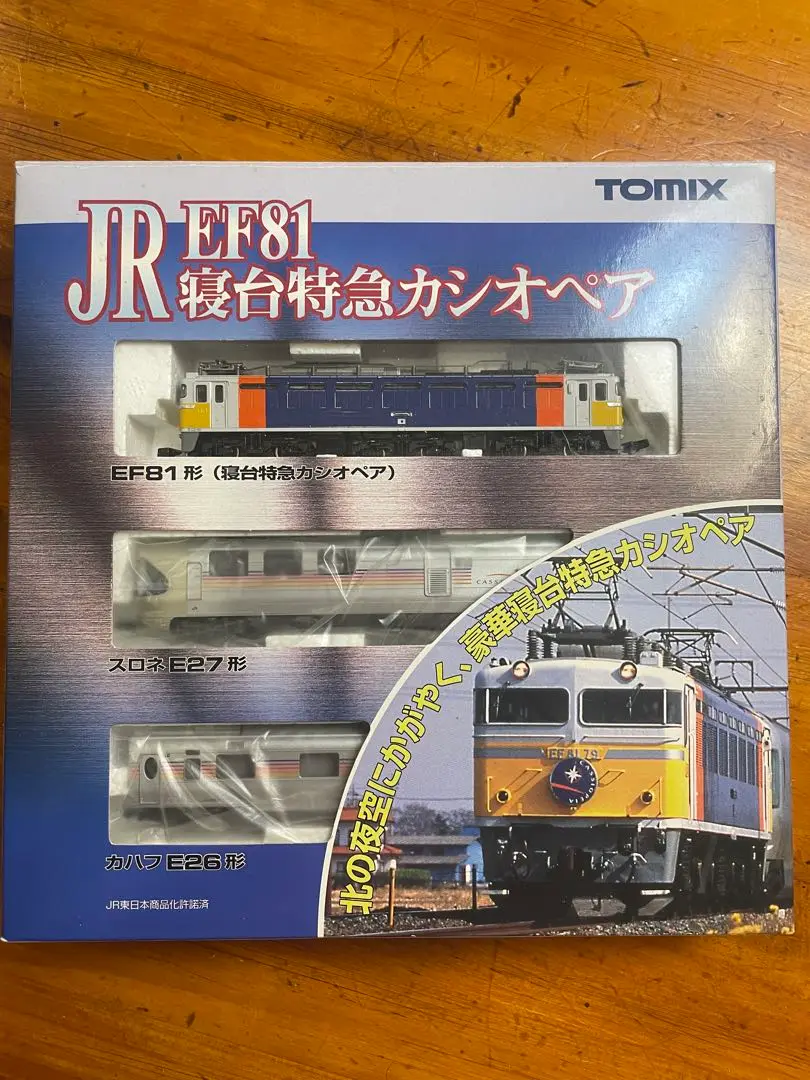 TOMIX
JR EF81
寝台特急カシオペア
EF81形（寝台特急カシオペア）
スロネE27形
カハフE26形
JR東日本商品化許諾済
北の夜空にかがやく、豪華寝台特急カシオペア
EF81 79
CASSIOPEIA